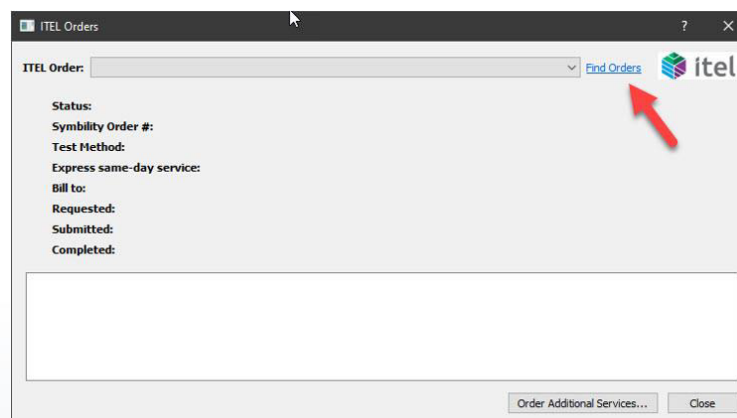 ITEL Orders
ITEL Order: Find Orders itel
Status:
Symbility Order #:
Test Method:
Express same-day service:
Bill to:
Requested:
Submitted:
Completed:
Order Additional Services... Close